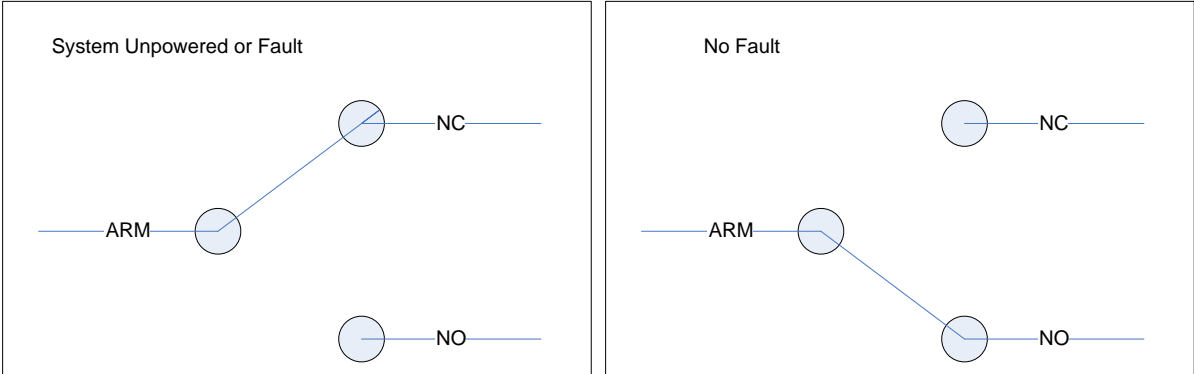 System Unpowered or Fault
NC
ARM
NO
No Fault
NC
ARM
NO